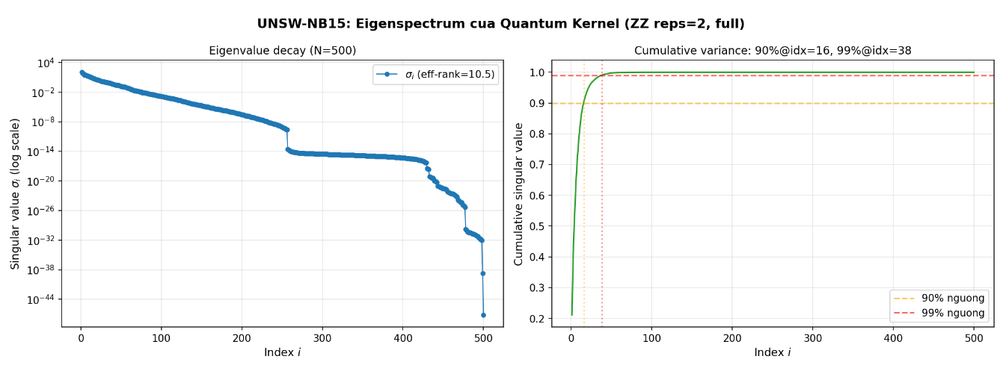 UNSW-NB15: Eigenspectrum cua Quantum Kernel (ZZ reps=2, full)
Eigenvalue decay (N=500)
Singular value σᵢ (log scale)
10⁴
10⁻²
10⁻⁸
10⁻¹⁴
10⁻²⁰
10⁻²⁶
10⁻³²
10⁻³⁸
10⁻⁴⁴
σᵢ (eff-rank=10.5)
0 100 200 300 400 500
Index i
Cumulative variance: 90%@idx=16, 99%@idx=38
Cumulative singular value
1.0
0.9
0.8
0.7
0.6
0.5
0.4
0.3
0.2
90% nguong
99% nguong
0 100 200 300 400 500
Index i